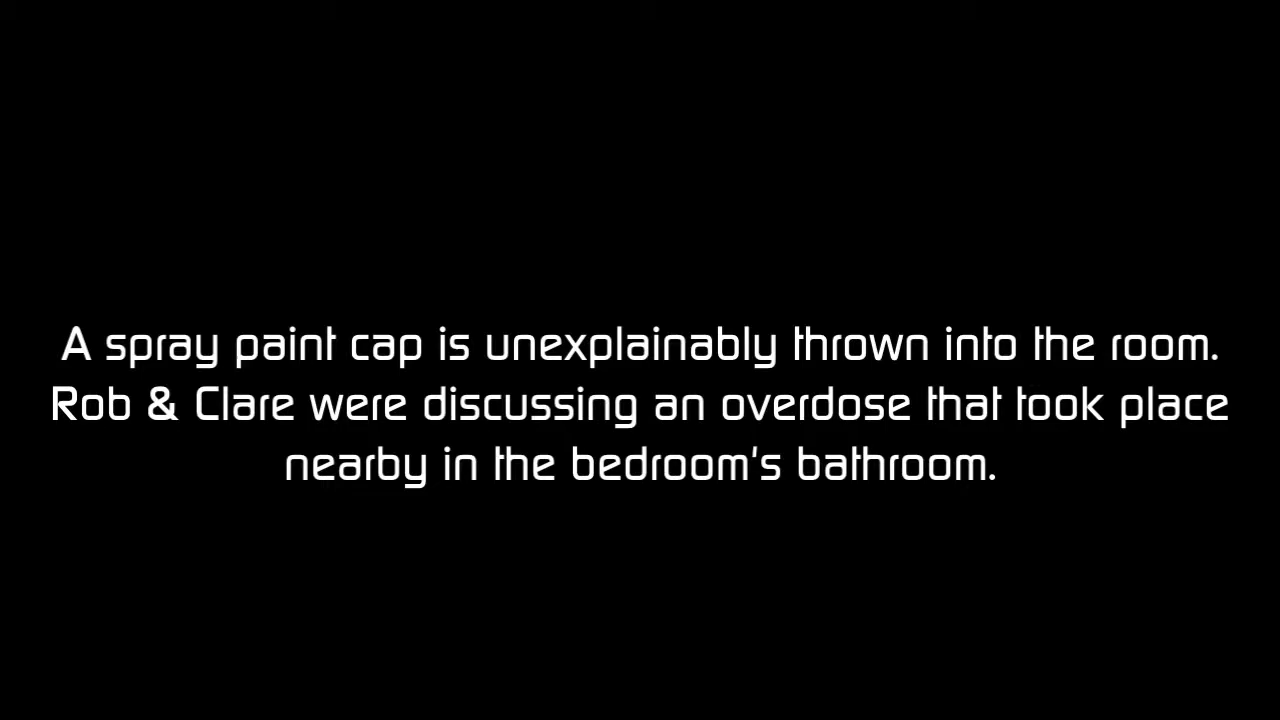 A spray paint cap is unexplainably thrown into the room.
Rob & Clare were discussing an overdose that took place
nearby in the bedroom's bathroom.